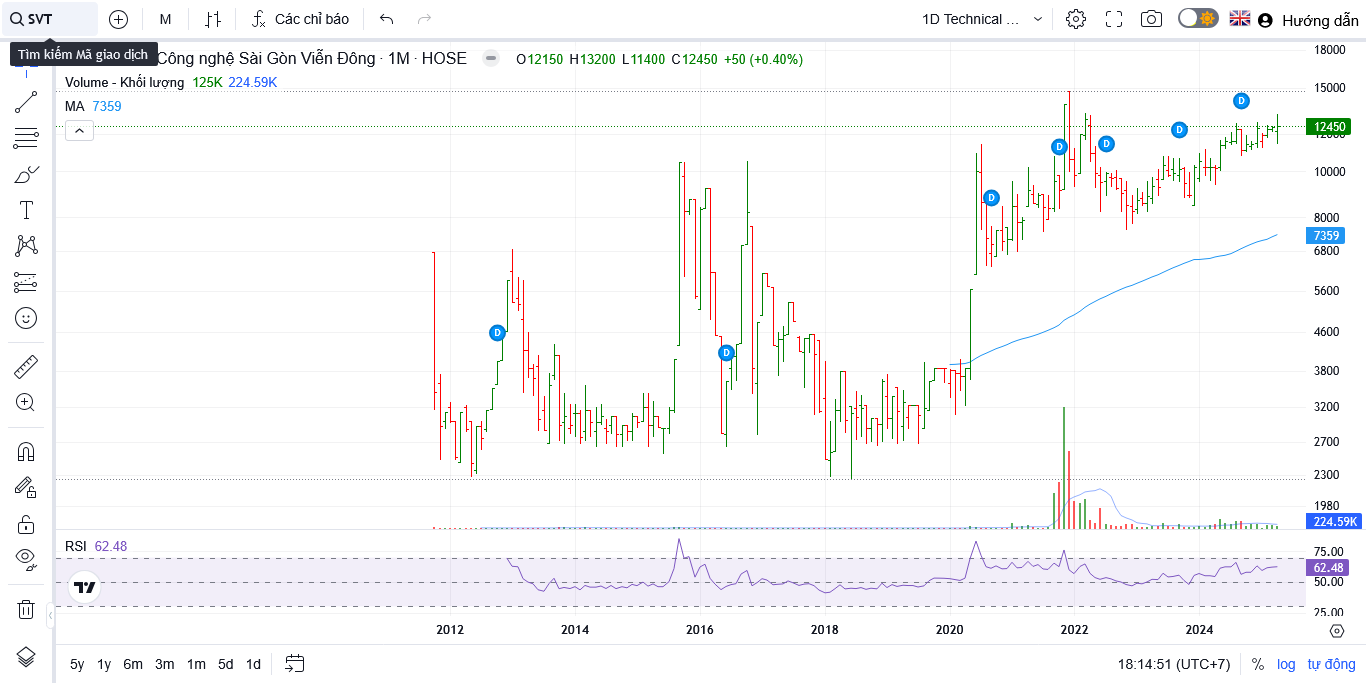 SVT M Các chỉ báo 1D Technical ... Hướng dẫn
Tìm kiếm Mã giao dịch Công nghệ Sài Gòn Viễn Đông · 1M · HOSE O12150 H13200 L11400 C12450 +50 (+0.40%)
Volume - Khối lượng 125K 224.59K
MA 7359
18000
15000
12450
12000
10000
8000
7359
6800
5600
4600
3800
3200
2700
2300
1980
224.59K
D
D
D
D
D
D
D
RSI 62.48
75.00
62.48
50.00
25.00
2012 2014 2016 2018 2020 2022 2024
5y 1y 6m 3m 1m 5d 1d 18:14:51 (UTC+7) % log tự động